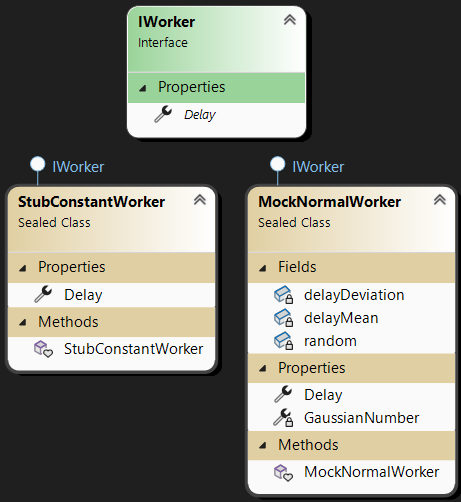 IWorker
Interface
Properties
Delay
IWorker
StubConstantWorker
Sealed Class
Properties
Delay
Methods
StubConstantWorker
IWorker
MockNormalWorker
Sealed Class
Fields
delayDeviation
delayMean
random
Properties
Delay
GaussianNumber
Methods
MockNormalWorker